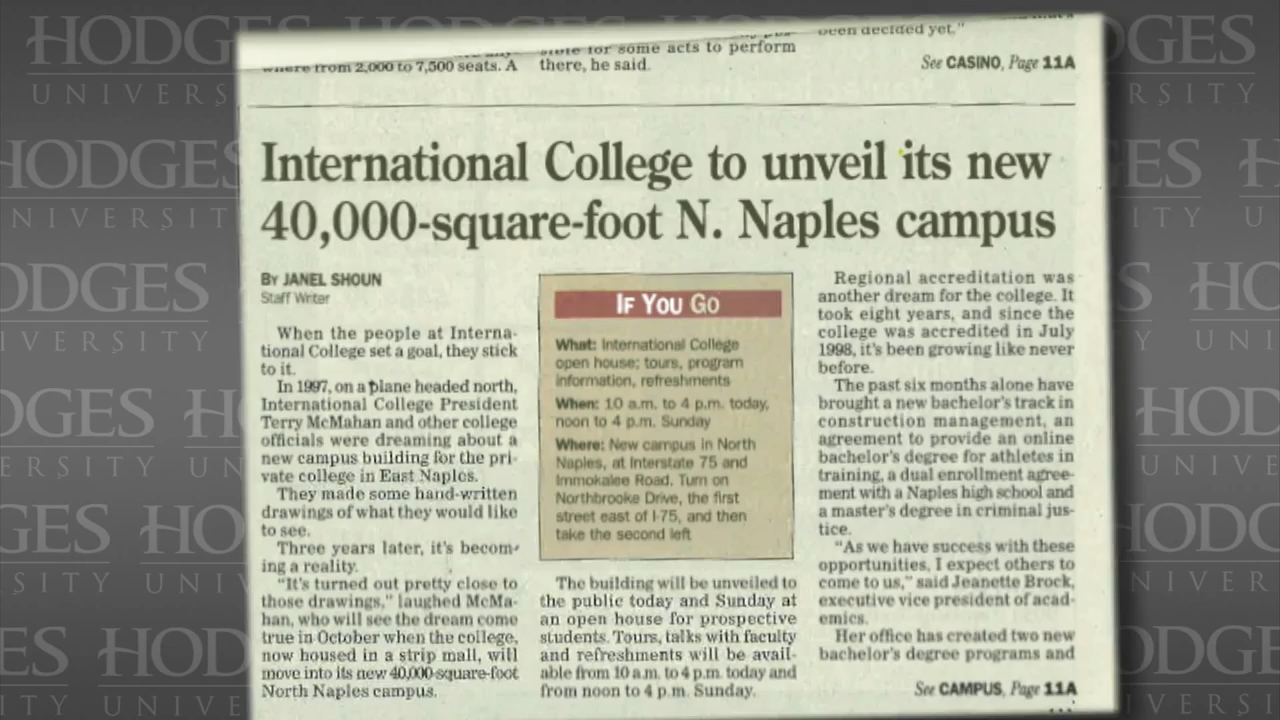 been decided yet."
sible for some acts to perform
where from 2,000 to 7,500 seats. A
there, he said.
See CASINO, Page 11A
International College to unveil its new
40,000-square-foot N. Naples campus
By JANEL SHOUN
Staff Writer
When the people at Interna-
tional College set a goal, they stick
to it.
In 1997, on a plane headed north,
International College President
Terry McMahan and other college
officials were dreaming about a
new campus building for the pri-
vate college in East Naples.
They made some hand-written
drawings of what they would like
to see.
Three years later, it's becom-
ing a reality.
"It's turned out pretty close to
those drawings," laughed McMa-
han, who will see the dream come
true in October when the college,
now housed in a strip mall, will
move into its new 40,000-square-foot
North Naples campus.
IF YOU GO
What: International College
open house; tours, program
information, refreshments
When: 10 a.m. to 4 p.m. today,
noon to 4 p.m. Sunday
Where: New campus in North
Naples, at Interstate 75 and
Immokalee Road. Turn on
Northbrooke Drive, the first
street east of I-75, and then
take the second left
The building will be unveiled to
the public today and Sunday at
an open house for prospective
students. Tours, talks with faculty
and refreshments will be avail-
able from 10 a.m. to 4 p.m. today and
from noon to 4 p.m. Sunday.
Regional accreditation was
another dream for the college. It
took eight years, and since the
college was accredited in July
1998, it's been growing like never
before.
The past six months alone have
brought a new bachelor's track in
construction management, an
agreement to provide an online
bachelor's degree for athletes in
training, a dual enrollment agree-
ment with a Naples high school and
a master's degree in criminal jus-
tice.
"As we have success with these
opportunities, I expect others to
come to us," said Jeanette Brock,
executive vice president of acad-
emics.
Her office has created two new
bachelor's degree programs and
See CAMPUS, Page 11A
HODGES
UNIVERSITY